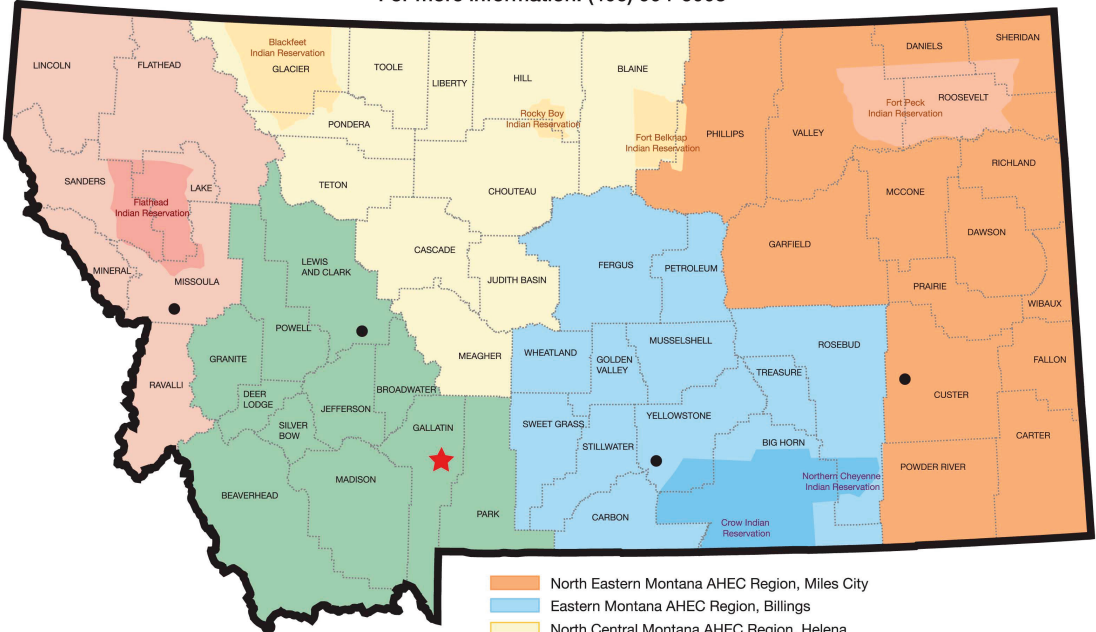 LINCOLN
FLATHEAD
Blackfeet
Indian Reservation
GLACIER
TOOLE
LIBERTY
HILL
BLAINE
DANIELS
SHERIDAN
PONDERA
Rocky Boy
Indian Reservation
Fort Belknap
Indian Reservation
PHILLIPS
VALLEY
Fort Peck
Indian Reservation
ROOSEVELT
RICHLAND
SANDERS
LAKE
Flathead
Indian Reservation
TETON
CHOUTEAU
MCCONE
DAWSON
GARFIELD
CASCADE
LEWIS
AND CLARK
FERGUS
PETROLEUM
JUDITH BASIN
MINERAL
MISSOULA
PRAIRIE
WIBAUX
POWELL
GRANITE
MEAGHER
WHEATLAND
GOLDEN
VALLEY
MUSSELSHELL
ROSEBUD
TREASURE
FALLON
RAVALLI
DEER
LODGE
BROADWATER
JEFFERSON
CUSTER
SILVER
BOW
GALLATIN
SWEET GRASS
STILLWATER
YELLOWSTONE
BIG HORN
CARTER
BEAVERHEAD
MADISON
POWDER RIVER
Northern Cheyenne
Indian Reservation
PARK
CARBON
Crow Indian
Reservation
North Eastern Montana AHEC Region, Miles City
Eastern Montana AHEC Region, Billings
North Central Montana AHEC Region, Helena